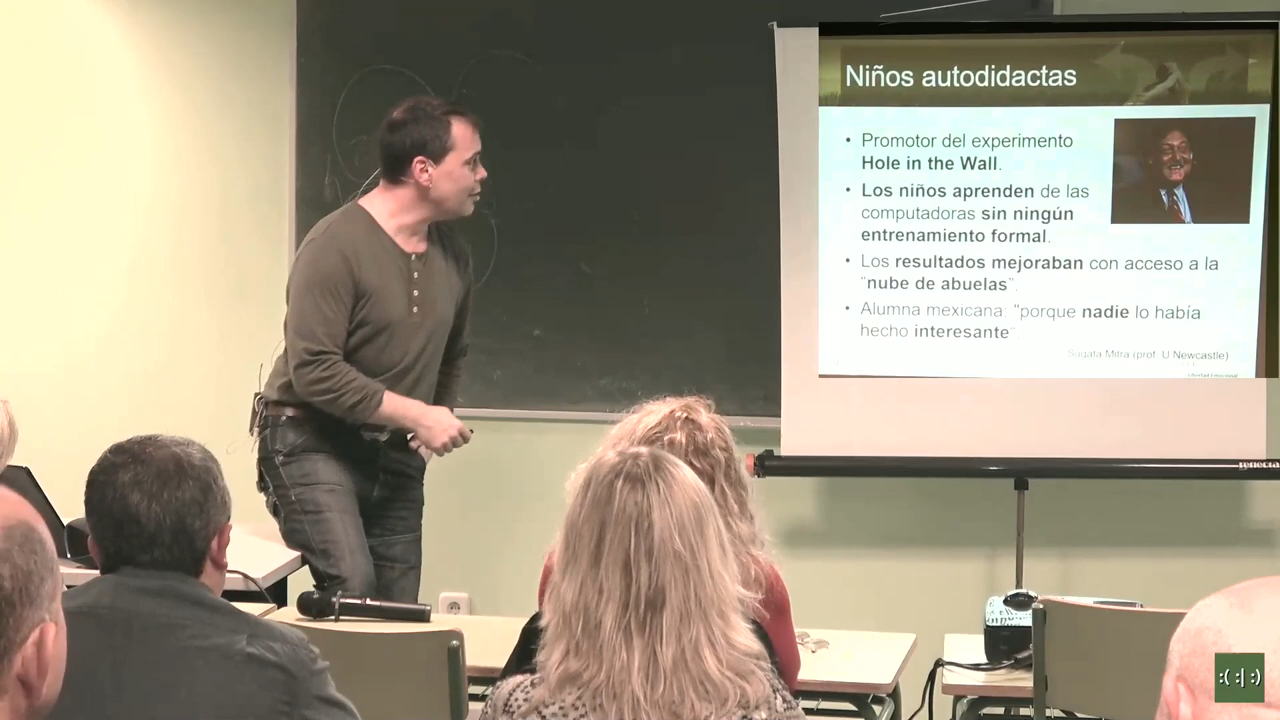 Niños autodidactas
• Promotor del experimento
Hole in the Wall.
• Los niños aprenden de las
computadoras sin ningún
entrenamiento formal.
• Los resultados mejoraban con acceso a la
"nube de abuelas".
• Alumna mexicana: "porque nadie lo había
hecho interesante"
Sugata Mitra (prof. U Newcastle)
Libertad Emocional
:( :| :)